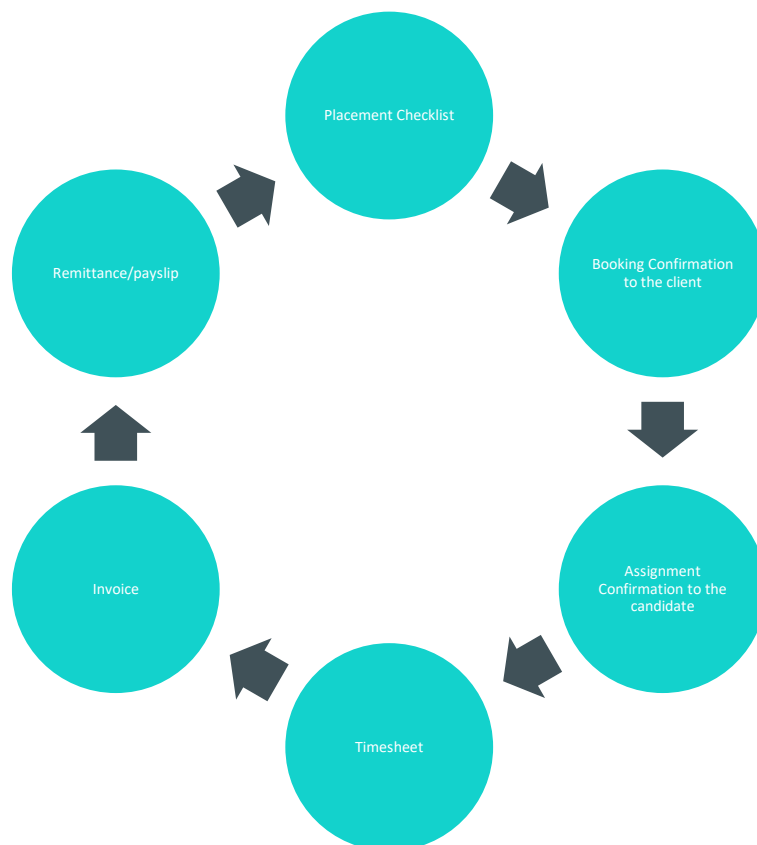 Placement Checklist
Booking Confirmation
to the client
Assignment
Confirmation to the
candidate
Timesheet
Invoice
Remittance/payslip